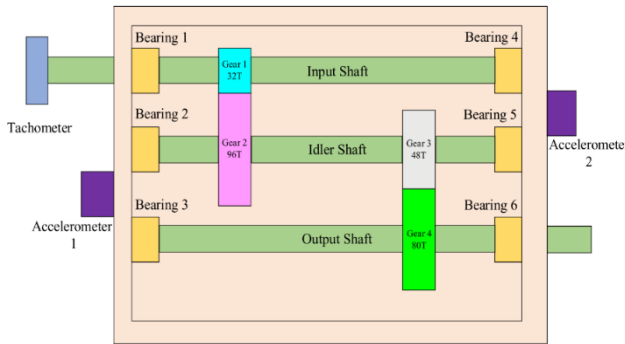 Bearing 1
Bearing 4
Gear 1
32T
Input Shaft
Tachometer
Bearing 2
Bearing 5
Gear 2
96T
Idler Shaft
Gear 3
48T
Acceleromete
2
Accelerometer
1
Bearing 3
Bearing 6
Output Shaft
Gear 4
80T